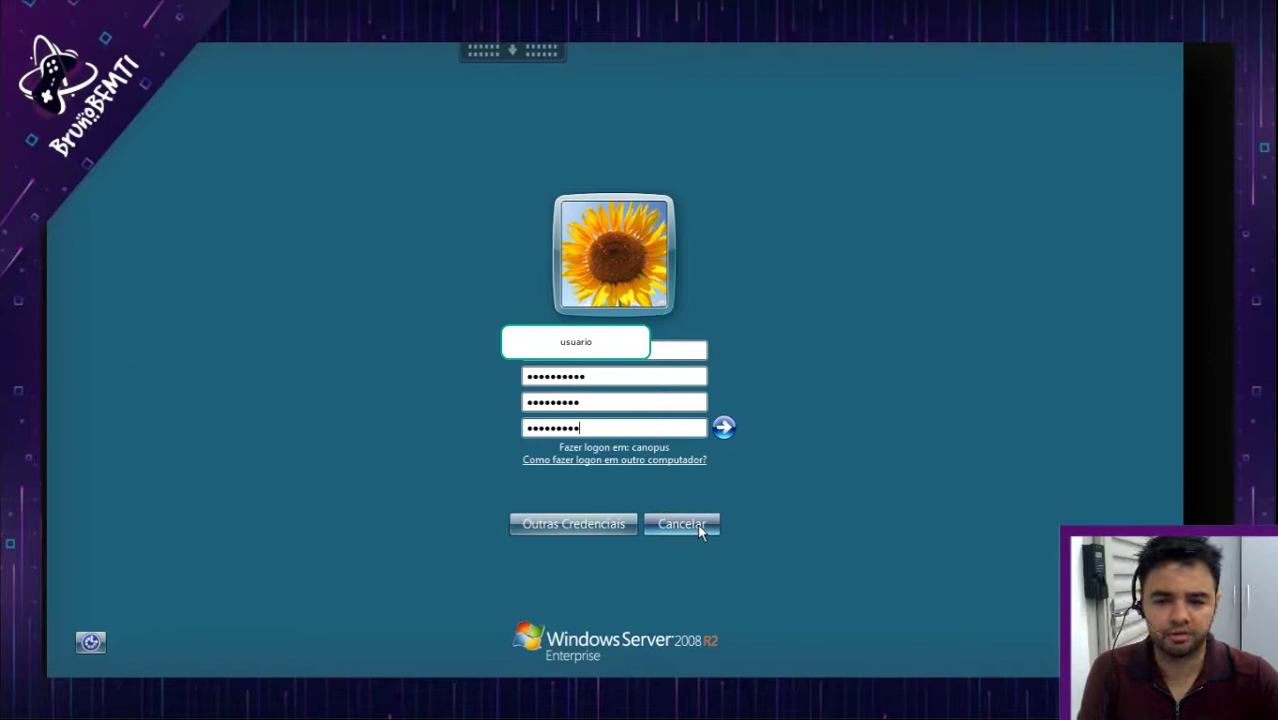 BrunoBEMTI
usuario
••••••••••
•••••••••
•••••••••
Fazer logon em: canopus
Como fazer logon em outro computador?
Outras Credenciais
Cancelar
Windows Server 2008 R2
Enterprise